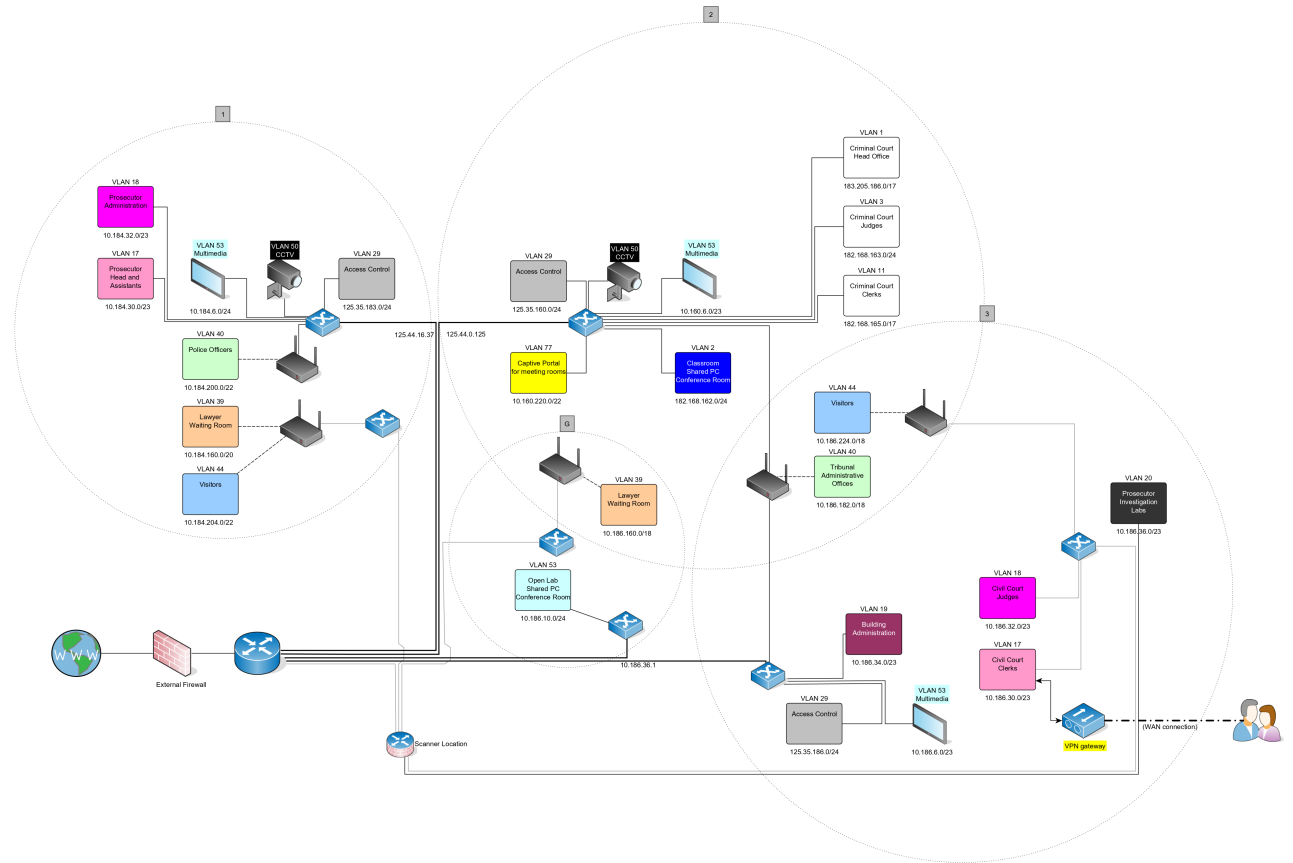 2
1
VLAN 18
Prosecutor
Administration
10.184.32.0/23
VLAN 17
Prosecutor
Head and
Assistants
10.184.30.0/23
VLAN 53
Multimedia
10.184.6.0/24
VLAN 50
CCTV
VLAN 29
Access Control
125.35.183.0/24
VLAN 40
Police Officers
10.184.200.0/22
VLAN 39
Lawyer
Waiting Room
10.184.160.0/20
VLAN 44
Visitors
10.184.204.0/22
125.44.16.37
125.44.0.125
VLAN 29
Access Control
125.35.160.0/24
VLAN 50
CCTV
VLAN 53
Multimedia
10.160.6.0/23
VLAN 1
Criminal Court
Head Office
183.205.186.0/17
VLAN 3
Criminal Court
Judges
182.168.163.0/24
VLAN 11
Criminal Court
Clerks
182.168.165.0/17
VLAN 77
Captive Portal
for meeting rooms
10.160.220.0/22
VLAN 2
Classroom
Shared PC
Conference Room
182.168.162.0/24
3
VLAN 44
Visitors
10.186.224.0/18
VLAN 40
Tribunal
Administrative
Offices
10.186.182.0/18
G
VLAN 39
Lawyer
Waiting Room
10.186.160.0/18
VLAN 53
Open Lab
Shared PC
Conference Room
10.186.10.0/24
10.186.36.1
VLAN 20
Prosecutor
Investigation
Labs
10.186.36.0/23
VLAN 18
Civil Court
Judges
10.186.32.0/23
VLAN 17
Civil Court
Clerks
10.186.30.0/23
VLAN 19
Building
Administration
10.186.34.0/23
VLAN 29
Access Control
125.35.186.0/24
VLAN 53
Multimedia
10.186.6.0/23
VPN gateway
(WAN connection)
W W W
External Firewall
Scanner Location